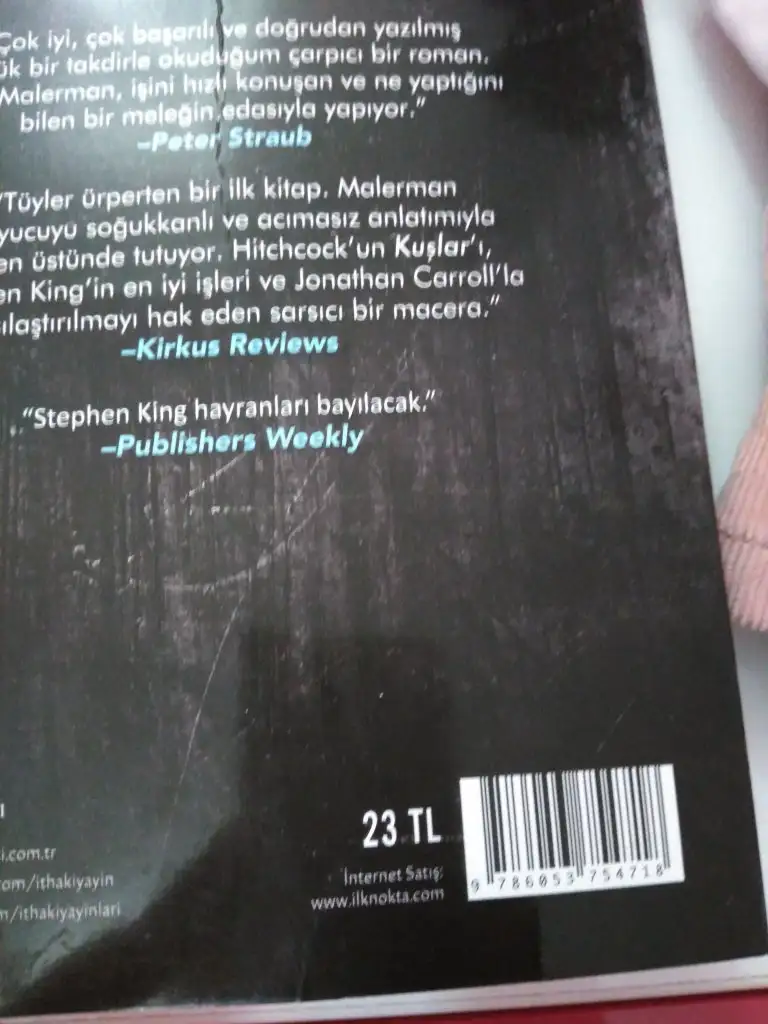 Çok iyi, çok başarılı ve doğrudan yazılmış
bir takdirle okuduğum çarpıcı bir roman.
Malerman, işini hızlı konuşan ve ne yaptığını
bilen bir meleğin edasıyla yapıyor.”
–Peter Straub
“Tüyler ürperten bir ilk kitap. Malerman
yucuyu soğukkanlı ve acımasız anlatımıyla
en üstünde tutuyor. Hitchcock’un Kuşlar’ı,
en King’in en iyi işleri ve Jonathan Carroll’la
ılaştırılmayı hak eden sarsıcı bir macera.”
–Kirkus Reviews
“Stephen King hayranları bayılacak.”
–Publishers Weekly
i.com.tr
om/ithakiyayin
m/ithakiyayinlari
23 TL
İnternet Satış:
www.ilknokta.com
9 786053 754718